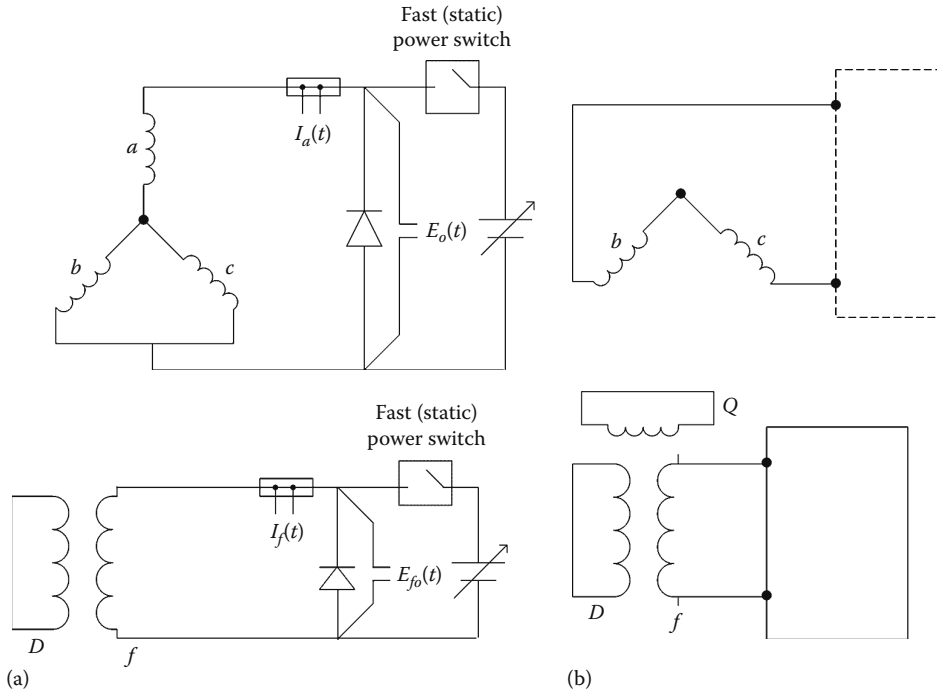 Fast (static)
power switch
I_a(t)
a
E_o(t)
b
c
b
c
Fast (static)
power switch
Q
I_f(t)
E_fo(t)
D
f
D
f
(a)
(b)